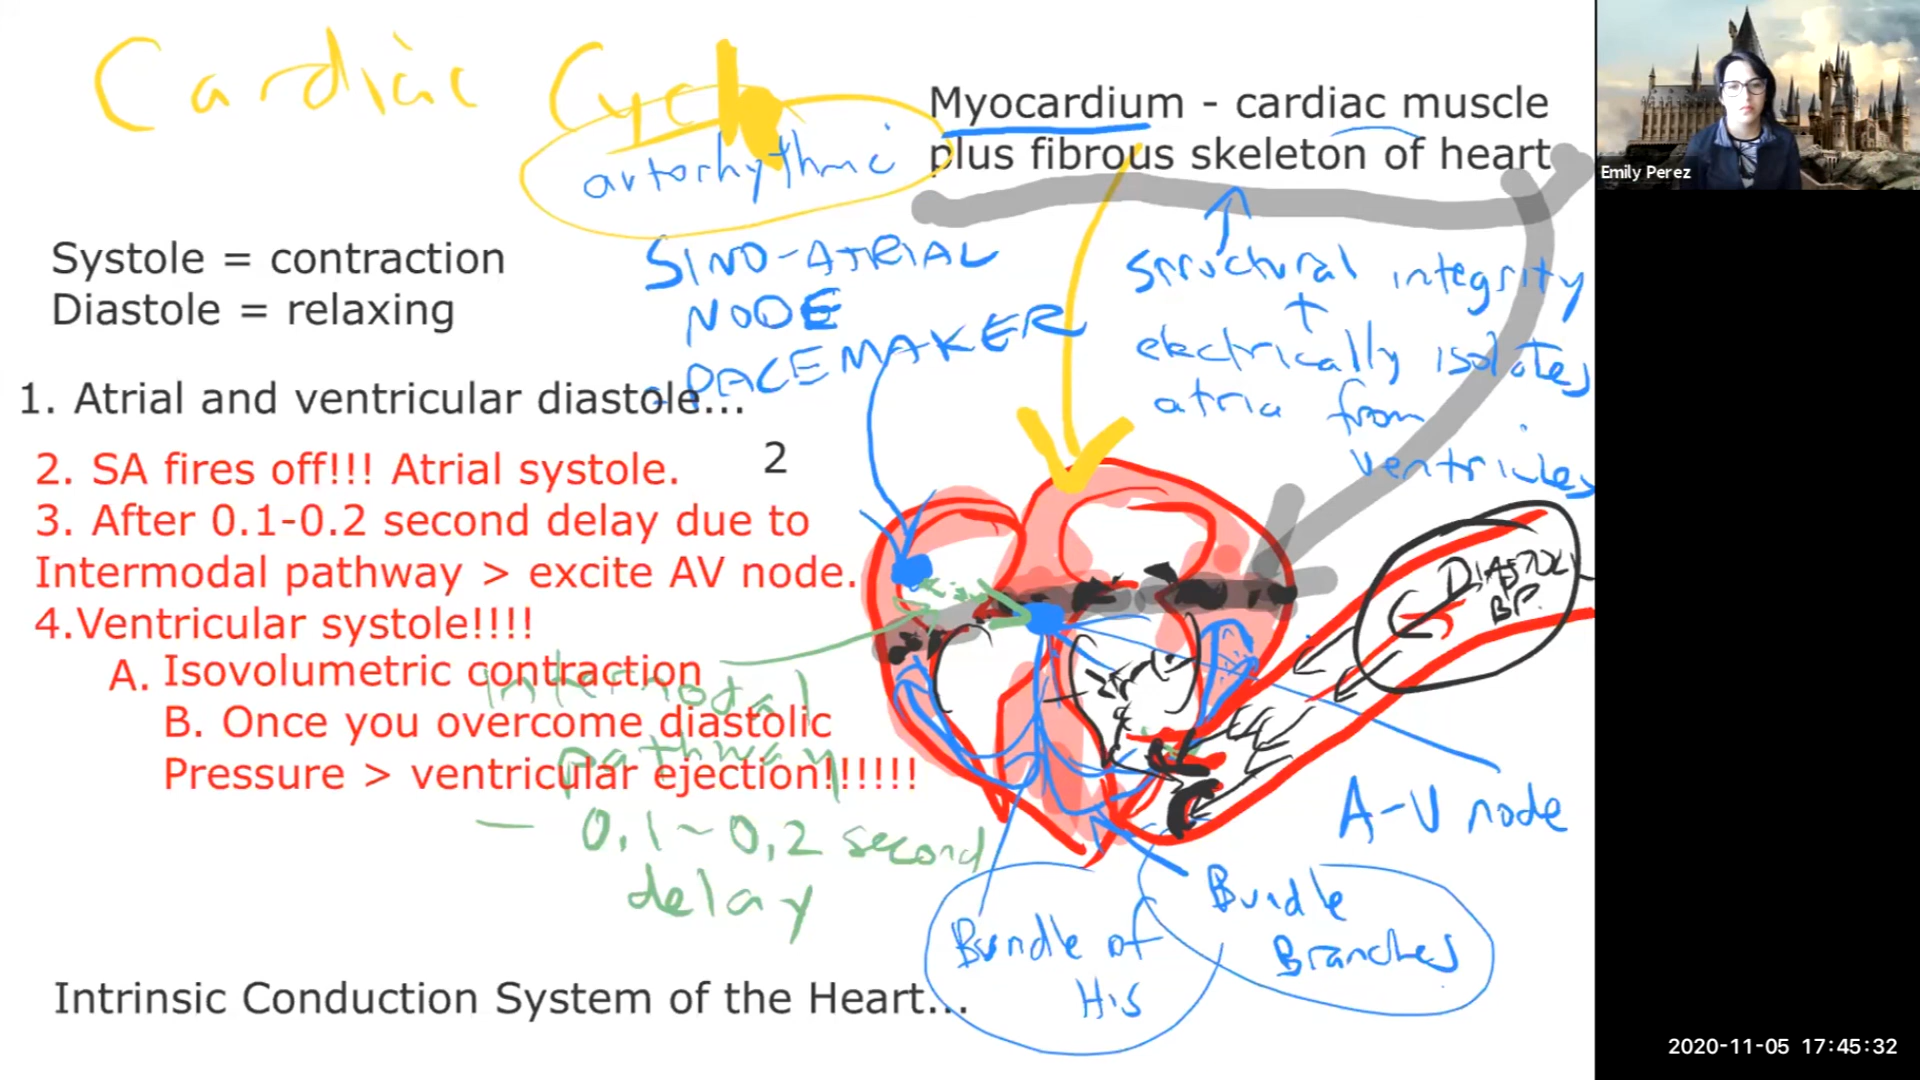 Cardiac Cycle
autorhythmic
Myocardium - cardiac muscle
plus fibrous skeleton of heart
Systole = contraction
Diastole = relaxing
SINO-ATRIAL
NODE
- PACEMAKER
Structural integrity
+
electrically isolates
atria from
ventricles
1. Atrial and ventricular diastole...
2
2. SA fires off!!! Atrial systole.
3. After 0.1-0.2 second delay due to
Intermodal pathway > excite AV node.
4.Ventricular systole!!!!
A. Isovolumetric contraction
B. Once you overcome diastolic
Pressure > ventricular ejection!!!!!!
internodal
pathway
- 0.1-0.2 second
delay
DIASTOLIC
BP.
A-V node
Bundle
Branches
Bundle of
His
Intrinsic Conduction System of the Heart...
Emily Perez
2020-11-05 17:45:32